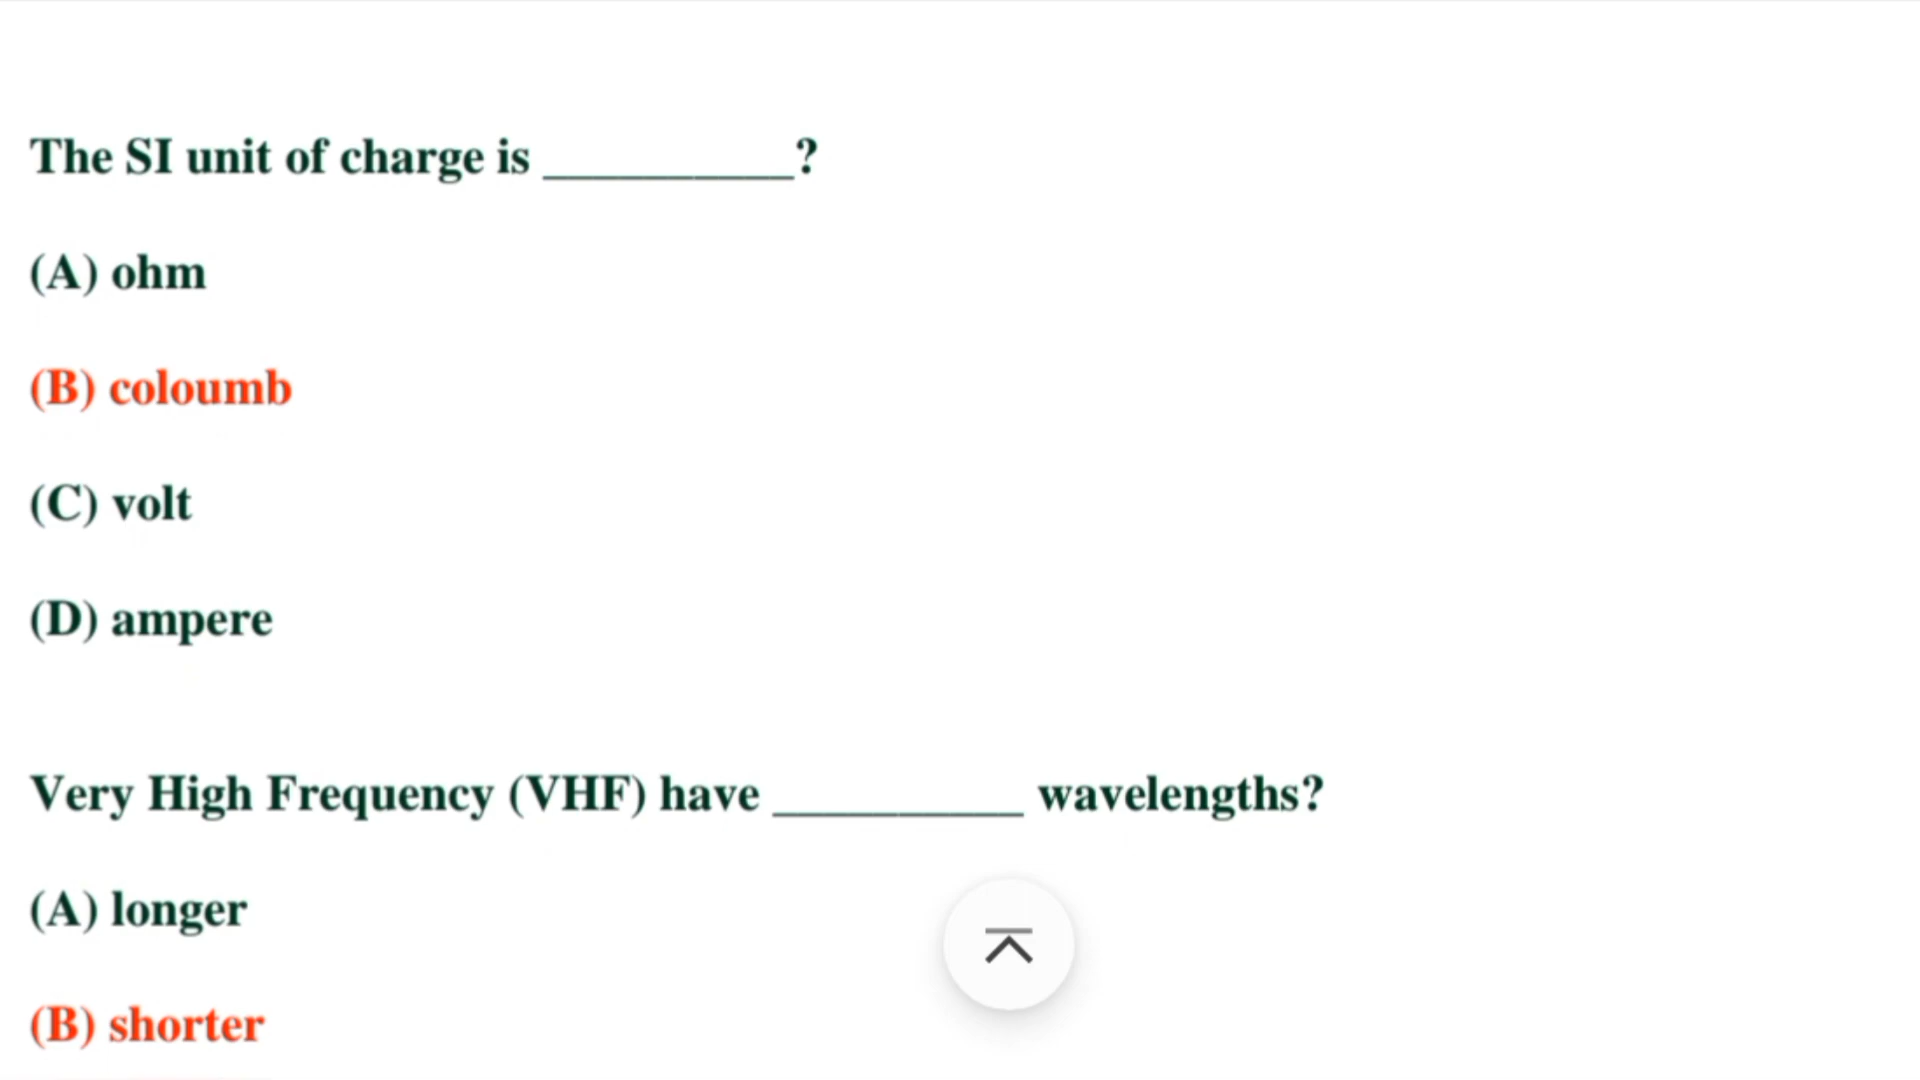 The SI unit of charge is __________?
(A) ohm
(B) coloumb
(C) volt
(D) ampere
Very High Frequency (VHF) have __________ wavelengths?
(A) longer
(B) shorter